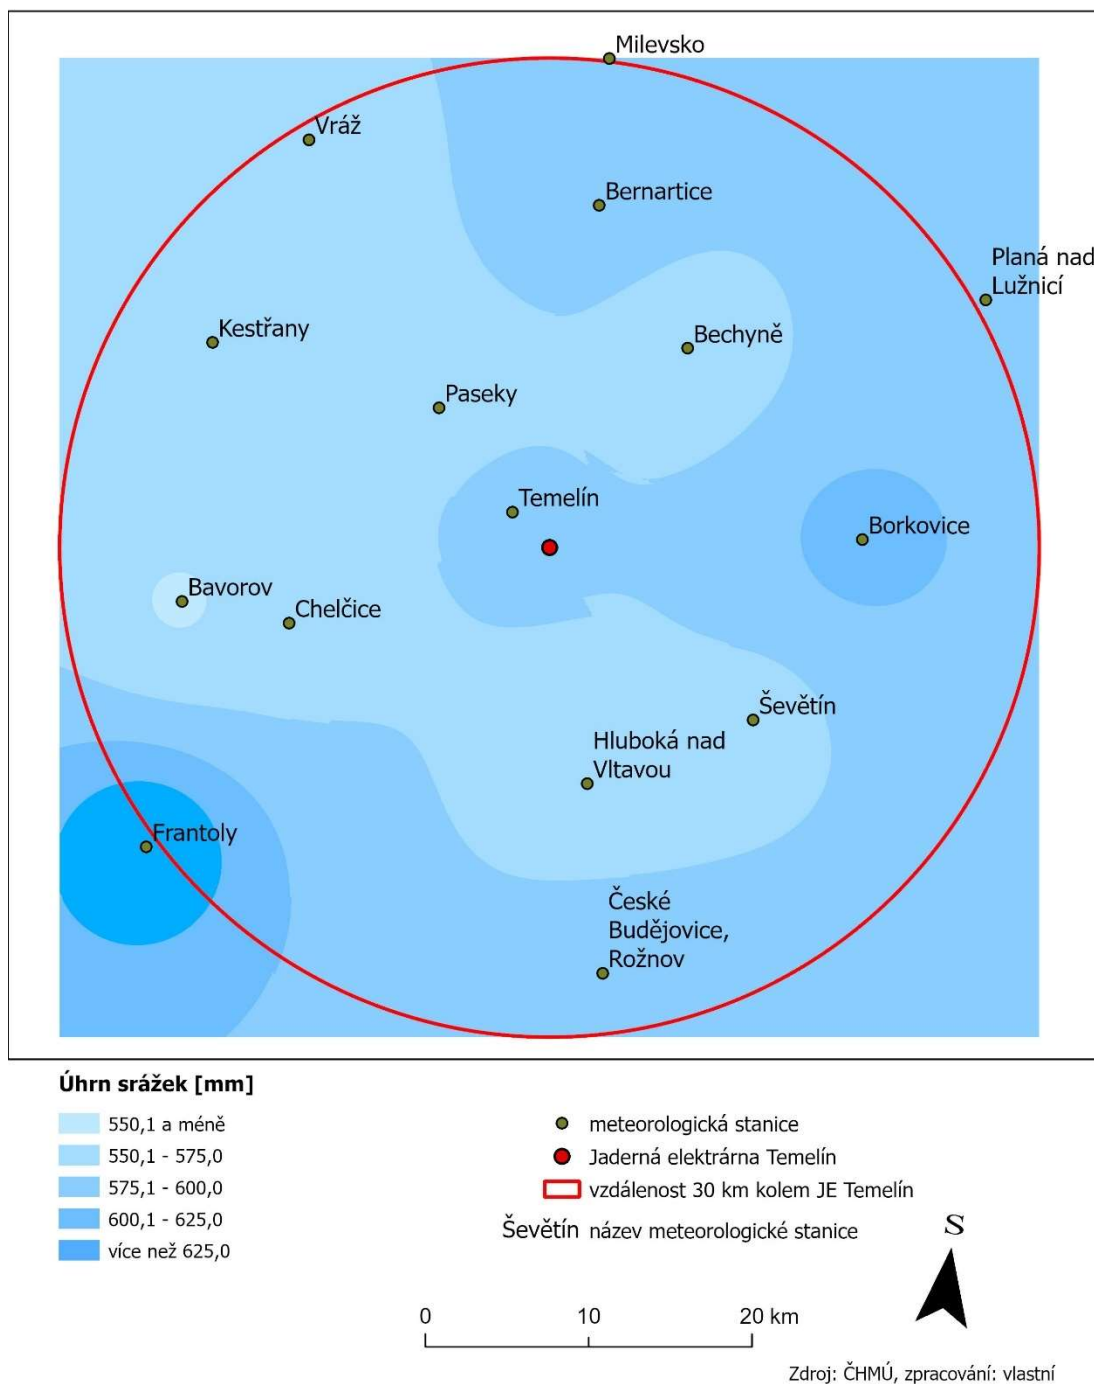 Milevsko
Vráž
Bernartice
Planá nad
Lužnicí
Kestřany
Bechyně
Paseky
Temelín
Borkovice
Bavorov
Chelčice
Ševětín
Hluboká nad
Vltavou
Frantoly
České
Budějovice,
Rožnov
Úhrn srážek [mm]
550,1 a méně
550,1 - 575,0
575,1 - 600,0
600,1 - 625,0
více než 625,0
meteorologická stanice
Jaderná elektrárna Temelín
vzdálenost 30 km kolem JE Temelín
Ševětín název meteorologické stanice
S
0 10 20 km
Zdroj: ČHMÚ, zpracování: vlastní